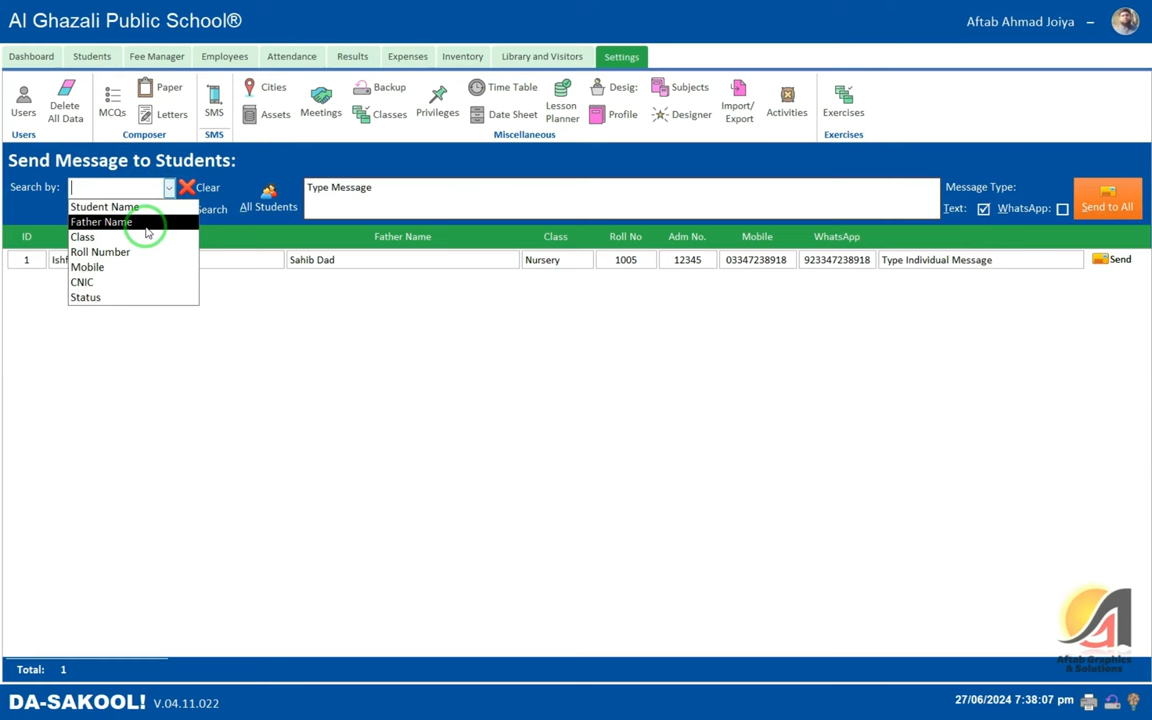 Al Ghazali Public School®
Aftab Ahmad Joiya
Dashboard Students Fee Manager Employees Attendance Results Expenses Inventory Library and Visitors Settings
Users
Delete All Data
Users
MCQs
Paper
Letters
Composer
SMS
SMS
Cities
Assets
Meetings
Backup
Classes
Privileges
Time Table
Date Sheet
Lesson Planner
Desig:
Profile
Subjects
Designer
Import/ Export
Activities
Miscellaneous
Exercises
Exercises
Send Message to Students:
Search by:
Clear
Search
All Students
Type Message
Message Type:
Text: WhatsApp:
Send to All
Student Name
Father Name
Class
Roll Number
Mobile
CNIC
Status
ID Father Name Class Roll No Adm No. Mobile WhatsApp
1 Sahib Dad Nursery 1005 12345 03347238918 923347238918 Type Individual Message Send
Aftab Graphics
& Solutions
Total: 1
DA-SAKOOL! V.04.11.022
27/06/2024 7:38:07 pm